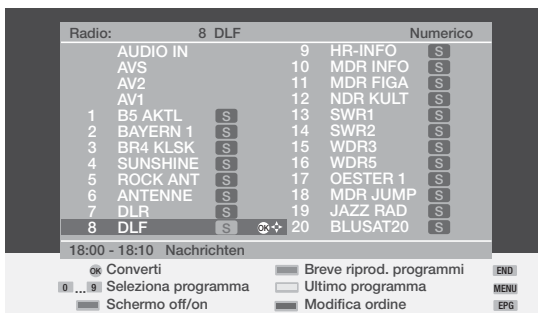 Radio: 8 DLF Numerico
AUDIO IN
AVS
AV2
AV1
1 B5 AKTL S
2 BAYERN 1 S
3 BR4 KLSK S
4 SUNSHINE S
5 ROCK ANT S
6 ANTENNE S
7 DLR S
8 DLF S OK
9 HR-INFO S
10 MDR INFO S
11 MDR FIGA S
12 NDR KULT S
13 SWR1 S
14 SWR2 S
15 WDR3 S
16 WDR5 S
17 OESTER 1 S
18 MDR JUMP S
19 JAZZ RAD S
20 BLUSAT20 S
18:00 - 18:10 Nachrichten
OK Converti
0 ... 9 Seleziona programma
Schermo off/on
Breve riprod. programmi END
Ultimo programma MENU
Modifica ordine EPG